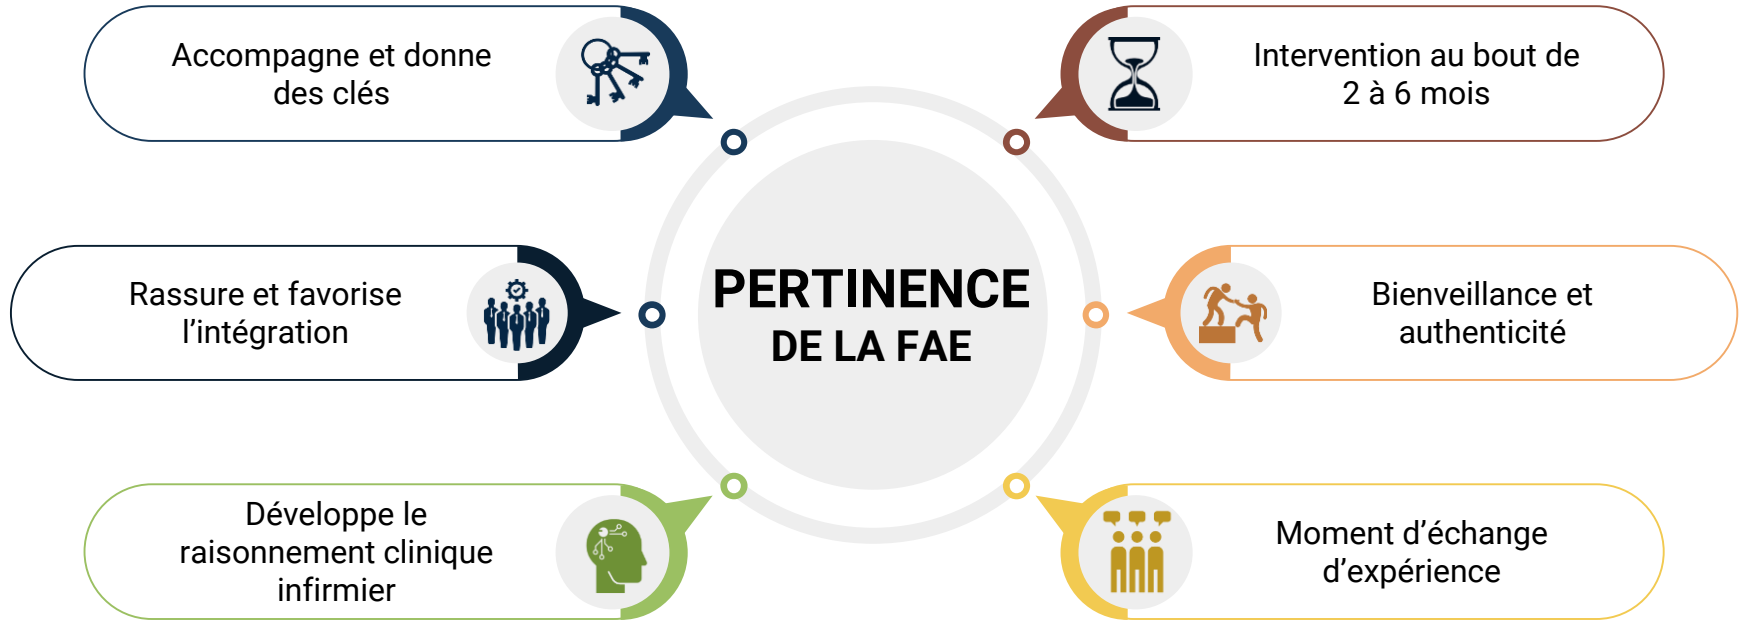 Accompagne et donne
des clés
Intervention au bout de
2 à 6 mois
Rassure et favorise
l’intégration
PERTINENCE
DE LA FAE
Bienveillance et
authenticité
Développe le
raisonnement clinique
infirmier
Moment d’échange
d’expérience